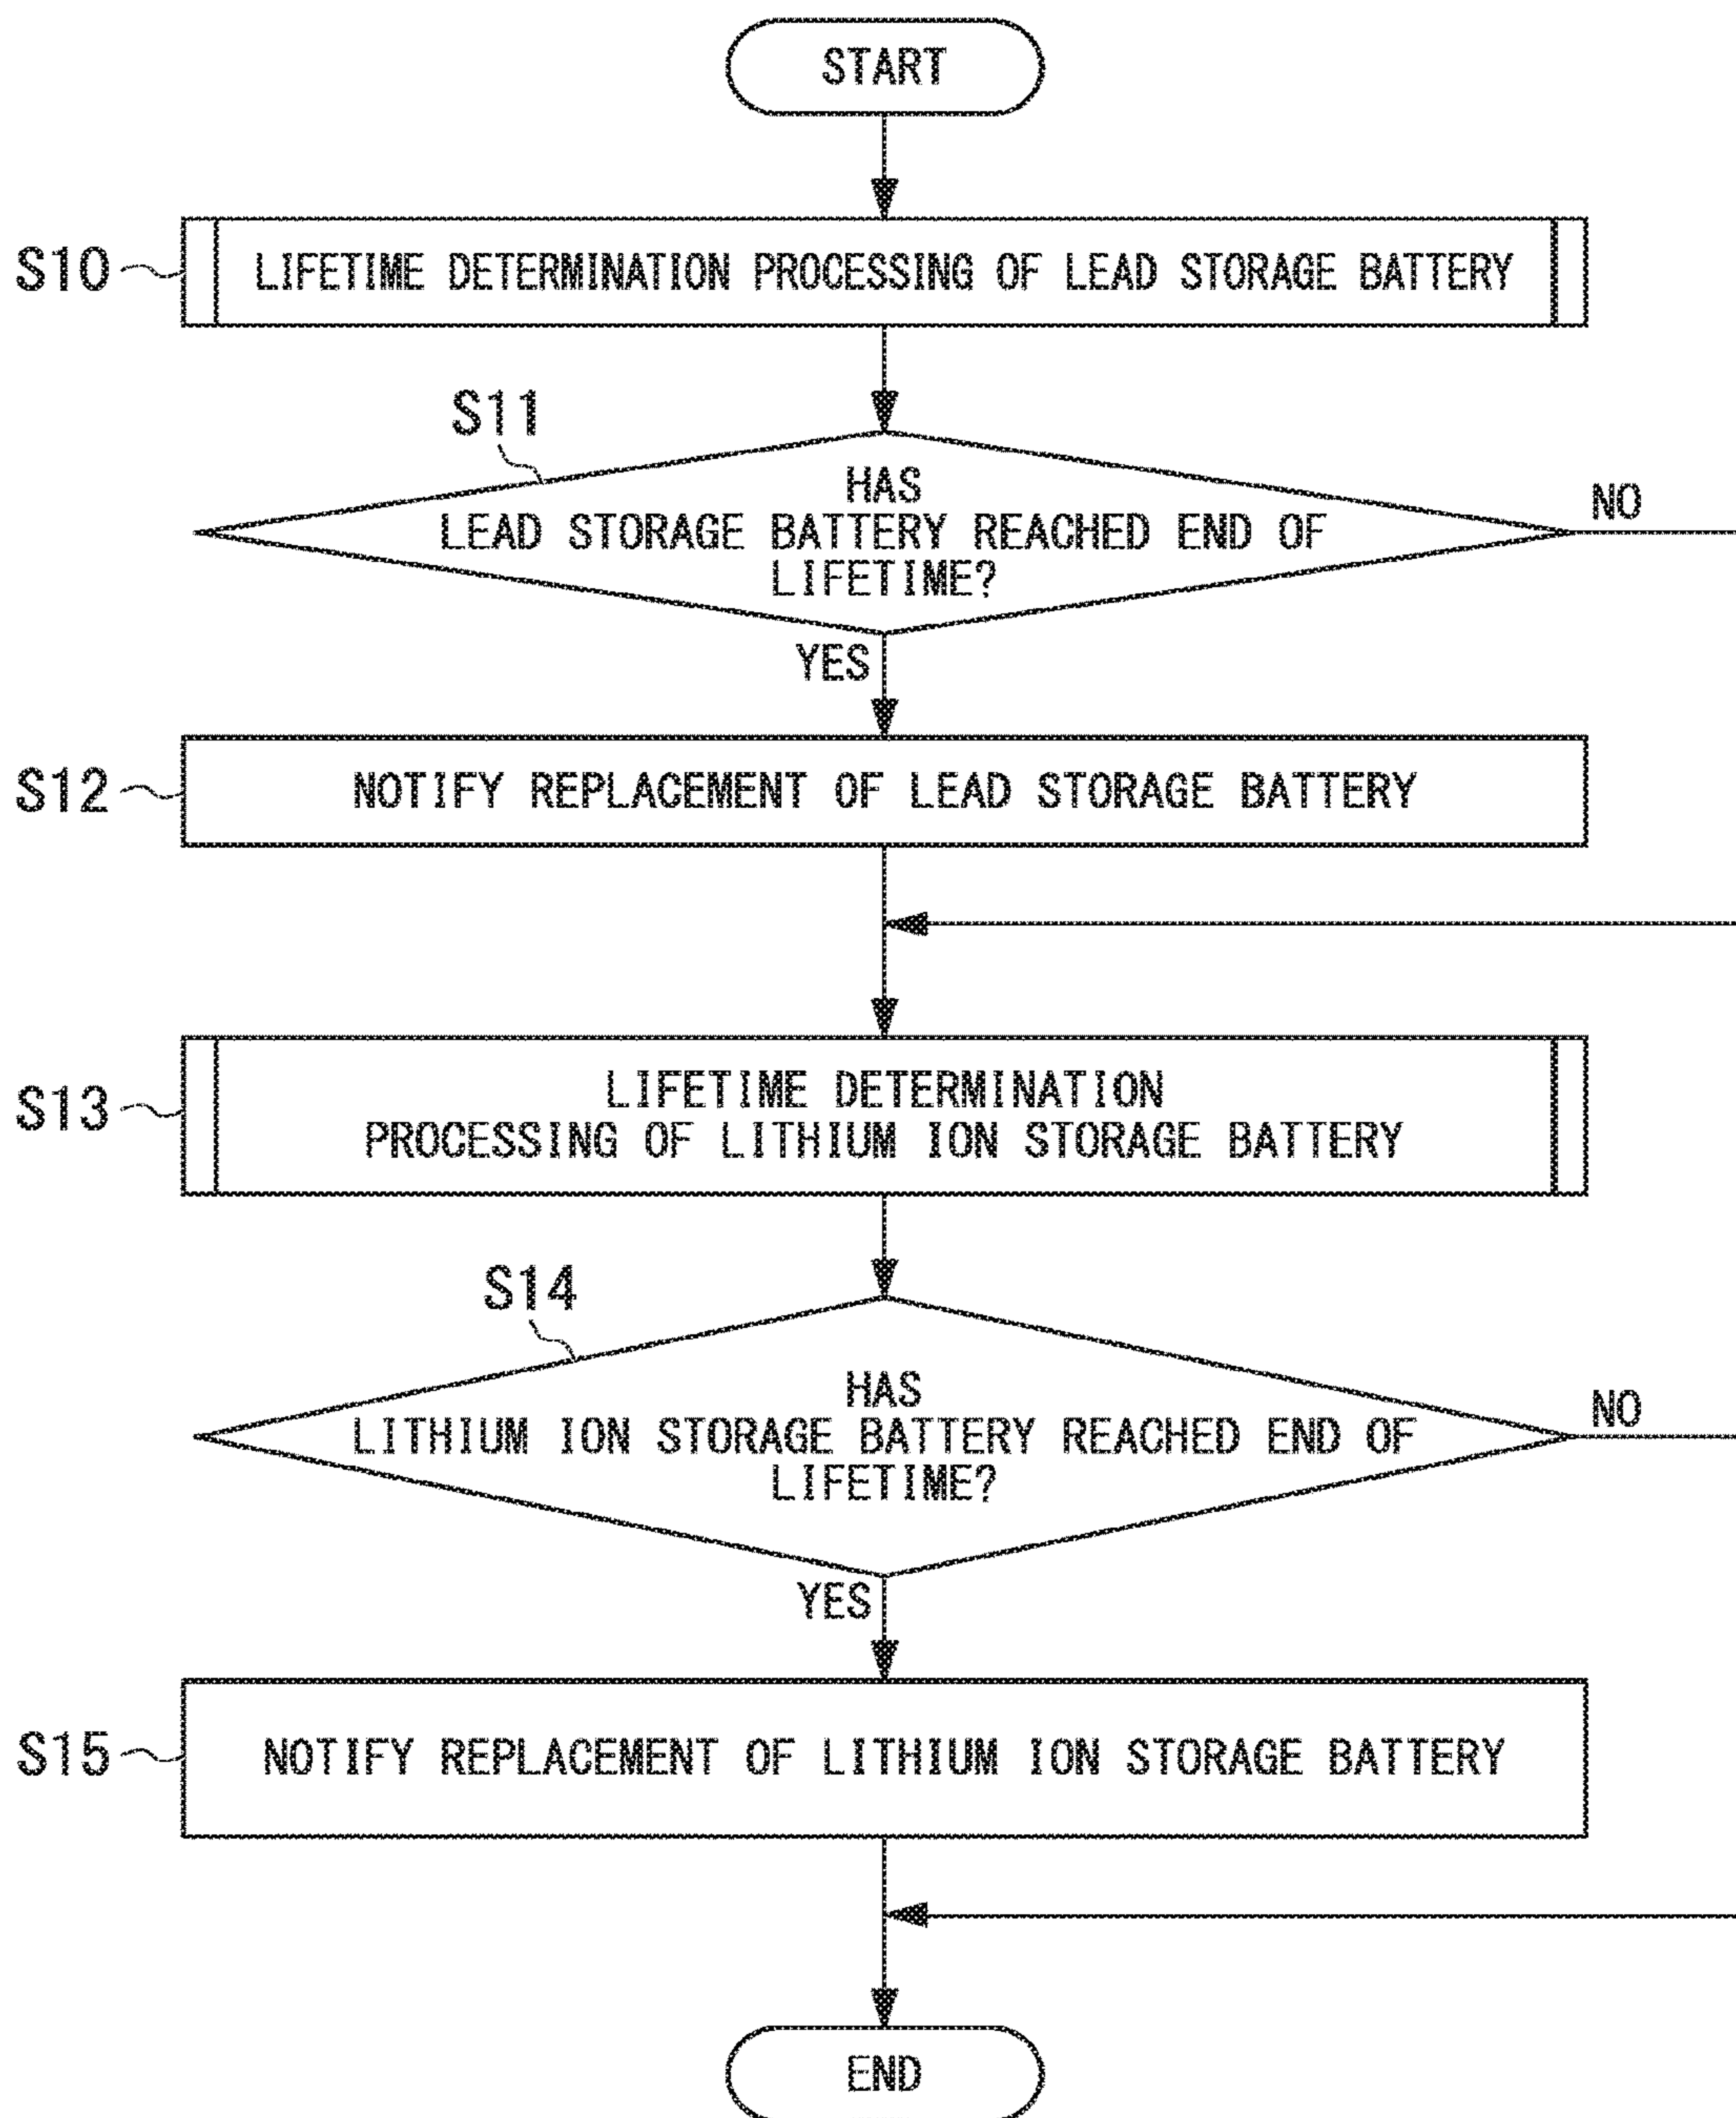 START
S10
LIFETIME DETERMINATION PROCESSING OF LEAD STORAGE BATTERY
S11
HAS
LEAD STORAGE BATTERY REACHED END OF
LIFETIME?
NO
YES
S12
NOTIFY REPLACEMENT OF LEAD STORAGE BATTERY
S13
LIFETIME DETERMINATION
PROCESSING OF LITHIUM ION STORAGE BATTERY
S14
HAS
LITHIUM ION STORAGE BATTERY REACHED END OF
LIFETIME?
NO
YES
S15
NOTIFY REPLACEMENT OF LITHIUM ION STORAGE BATTERY
END